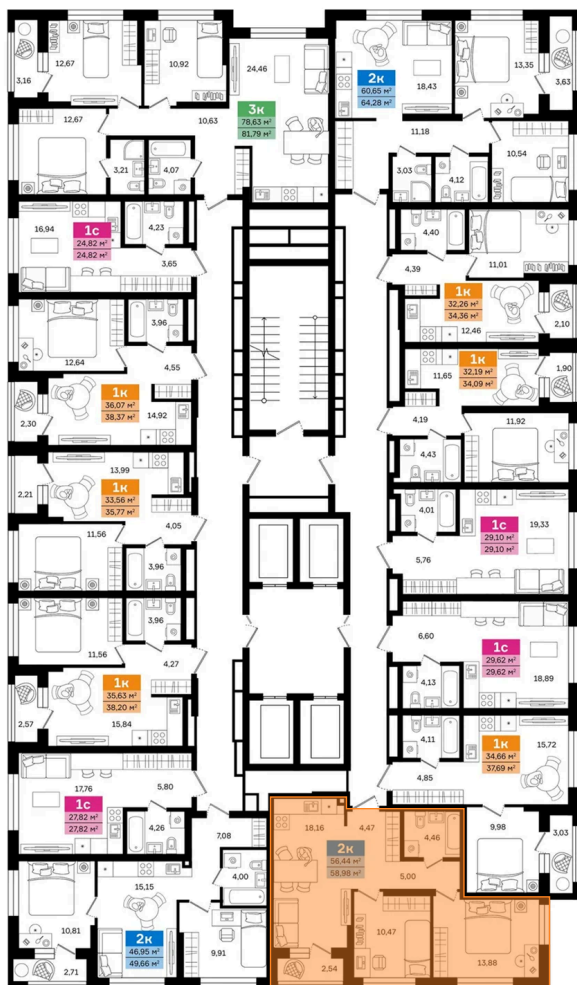 3,16
12,67
10,92
24,46
3к
78,63 м²
81,79 м²
12,67
10,63
3,21
4,07
2к
60,65 м²
64,28 м²
18,43
13,35
3,63
11,18
3,03
4,12
10,54
16,94
1с
24,82 м²
24,82 м²
4,23
3,65
4,40
11,01
4,39
1к
32,26 м²
34,36 м²
12,46
2,10
12,64
3,96
4,55
1к
36,07 м²
38,37 м²
14,92
2,30
11,65
1к
32,19 м²
34,09 м²
1,90
4,19
11,92
4,43
2,21
13,99
1к
33,56 м²
35,77 м²
4,05
11,56
3,96
4,01
1с
29,10 м²
29,10 м²
19,33
5,76
3,96
11,56
4,27
1к
35,63 м²
38,20 м²
2,57
15,84
6,60
1с
29,62 м²
29,62 м²
4,13
18,89
4,11
1к
34,66 м²
37,69 м²
15,72
4,85
17,76
5,80
1с
27,82 м²
27,82 м²
4,26
9,98
3,03
7,08
4,00
15,15
10,81
2к
46,95 м²
49,66 м²
9,91
2,71
18,16
4,47
4,46
2к
56,44 м²
58,98 м²
5,00
10,47
13,88
2,54